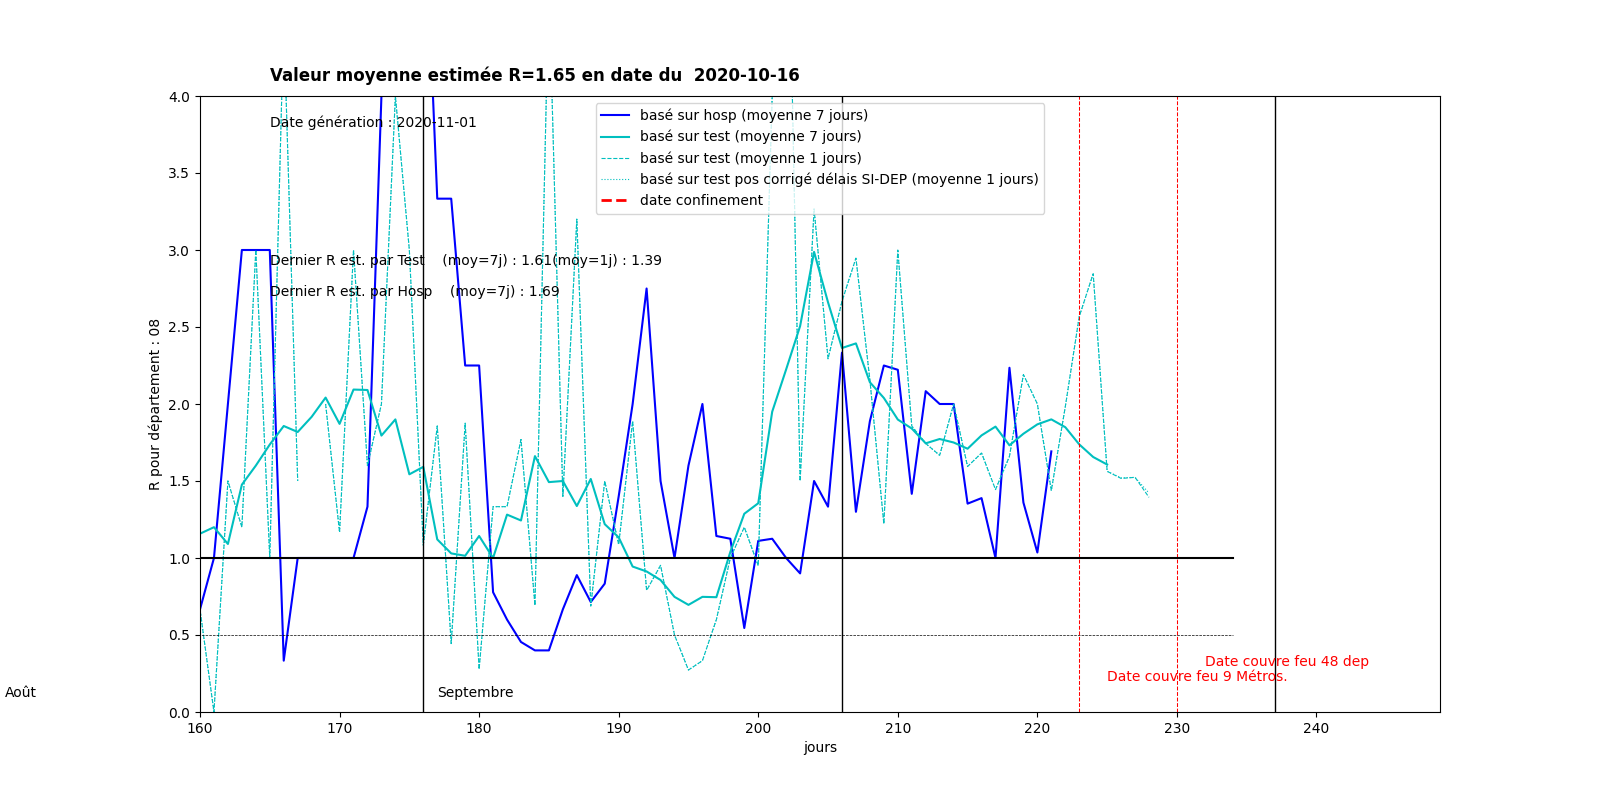 Valeur moyenne estimée R=1.65 en date du  2020-10-16
Date génération : 2020-11-01
basé sur hosp (moyenne 7 jours)
basé sur test (moyenne 7 jours)
basé sur test (moyenne 1 jours)
basé sur test pos corrigé délais SI-DEP (moyenne 1 jours)
date confinement
Dernier R est. par Test    (moy=7j) : 1.61(moy=1j) : 1.39
Dernier R est. par Hosp    (moy=7j) : 1.69
R pour département : 08
4.0
3.5
3.0
2.5
2.0
1.5
1.0
0.5
0.0
Date couvre feu 48 dep
Date couvre feu 9 Métros.
Août
Septembre
160 170 180 190 200 210 220 230 240
jours